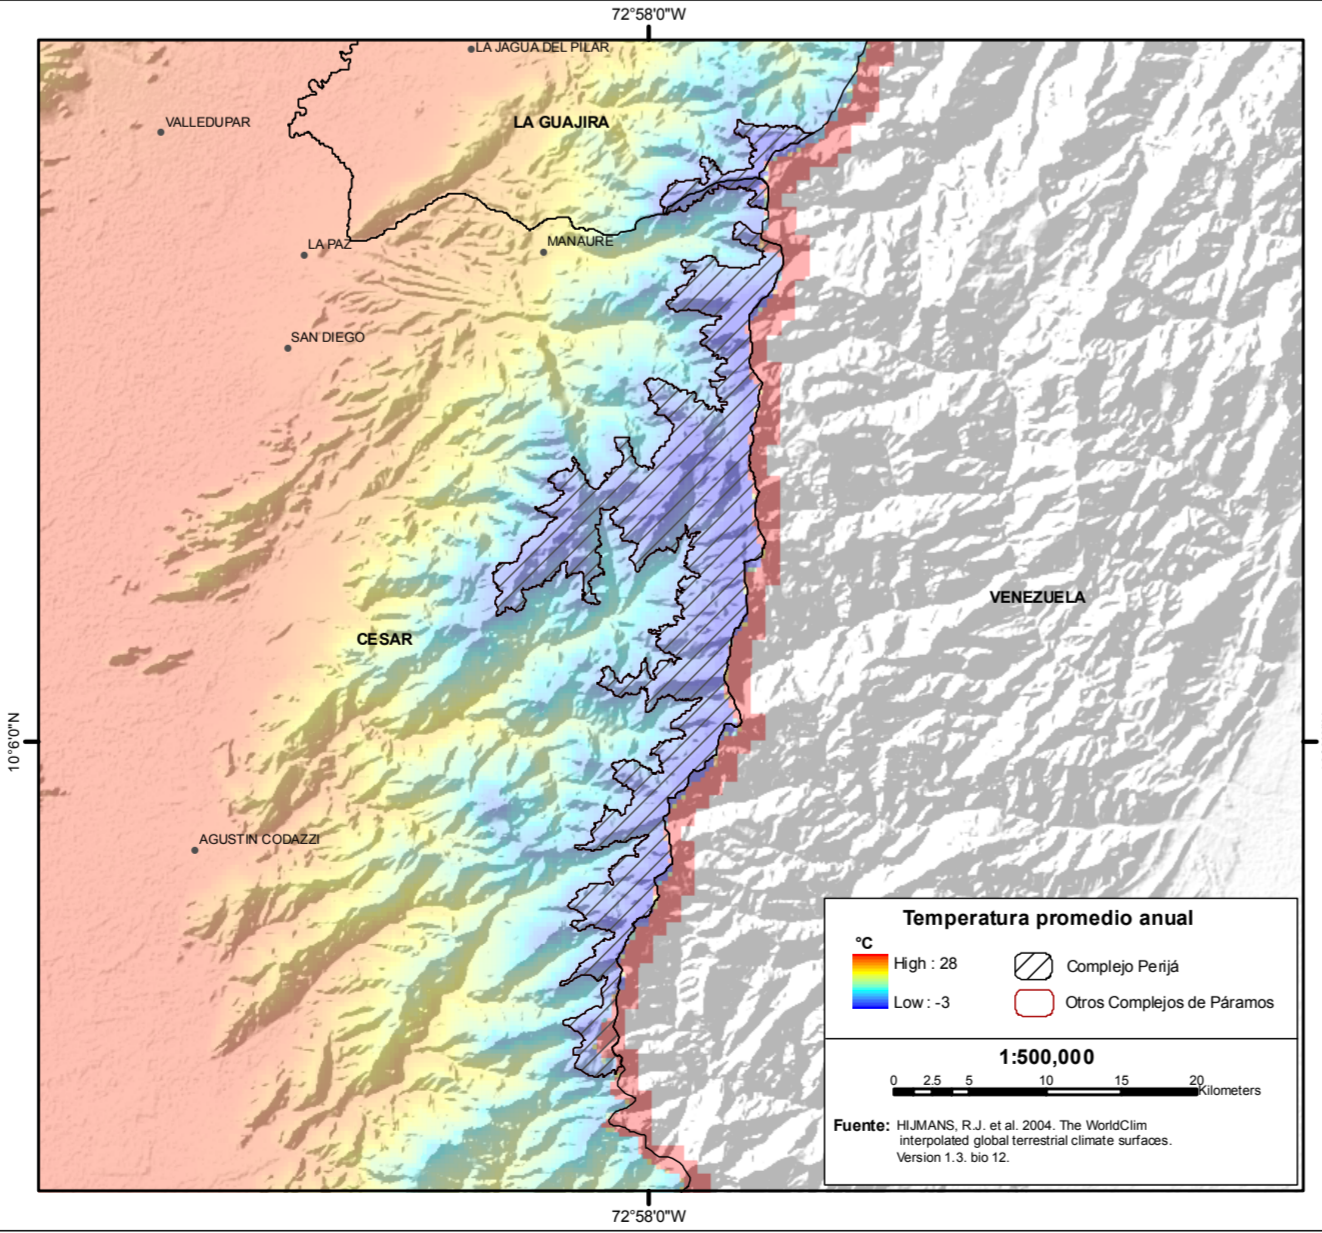 72°58'0"W
LA JAGUA DEL PILAR
VALLEDUPAR
LA GUAJIRA
LA PAZ
MANAURE
SAN DIEGO
VENEZUELA
CESAR
10°6'0"N
AGUSTIN CODAZZI
Temperatura promedio anual
°C
High : 28
Low : -3
Complejo Perijá
Otros Complejos de Páramos
1:500,000
0 2.5 5 10 15 20
Kilometers
Fuente: HIJMANS, R.J. et al. 2004. The WorldClim
interpolated global terrestrial climate surfaces.
Version 1.3. bio 12.
72°58'0"W